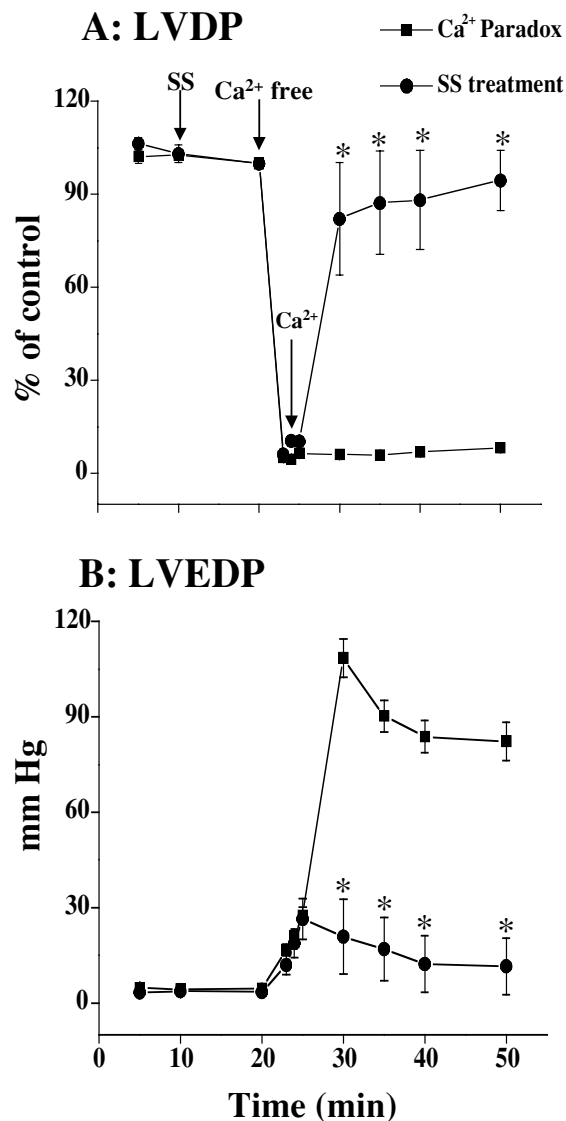 A: LVDP
Ca²⁺ Paradox
SS treatment
SS
Ca²⁺ free
Ca²⁺
120
90
60
30
0
% of control
* * * *
B: LVEDP
120
90
60
30
0
mm Hg
* * * *
0 10 20 30 40 50
Time (min)